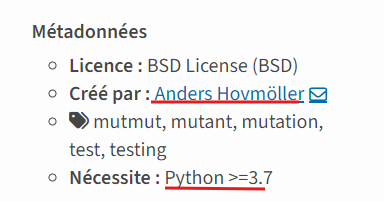 Métadonnées
Licence : BSD License (BSD)
Créé par : Anders Hovmöller
mutmut, mutant, mutation,
test, testing
Nécessite : Python >=3.7